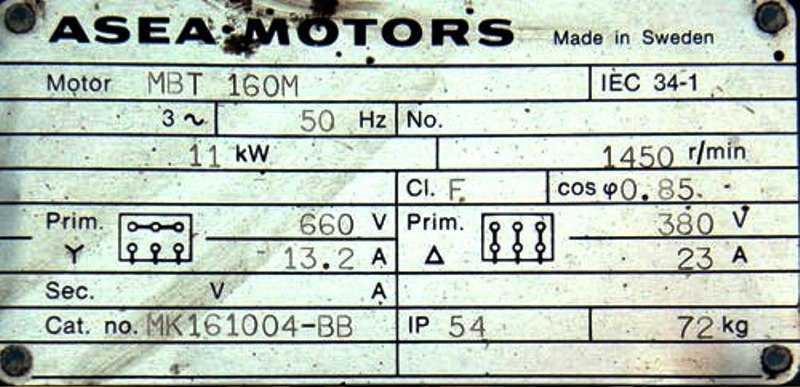 ASEA MOTORS Made in Sweden
Motor MBT 160M IEC 34-1
3 ~ 50 Hz No.
11 kW 1450 r/min
Cl. F cos φ 0.85
Prim. 660 V Prim. 380 V
Y 13.2 A Δ 23 A
Sec. V A
Cat. no. MK161004-BB IP 54 72 kg